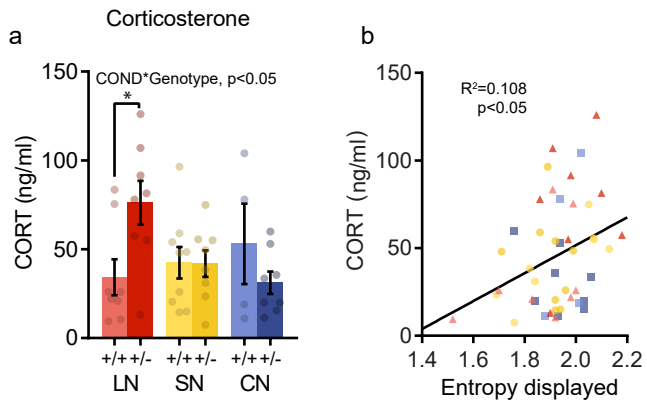 Corticosterone
a
CORT (ng/ml)
150
100
50
0
COND*Genotype, p<0.05
*
+/+ +/- +/+ +/- +/+ +/-
LN SN CN
b
CORT (ng/ml)
150
100
50
0
R²=0.108
p<0.05
1.4 1.6 1.8 2.0 2.2
Entropy displayed